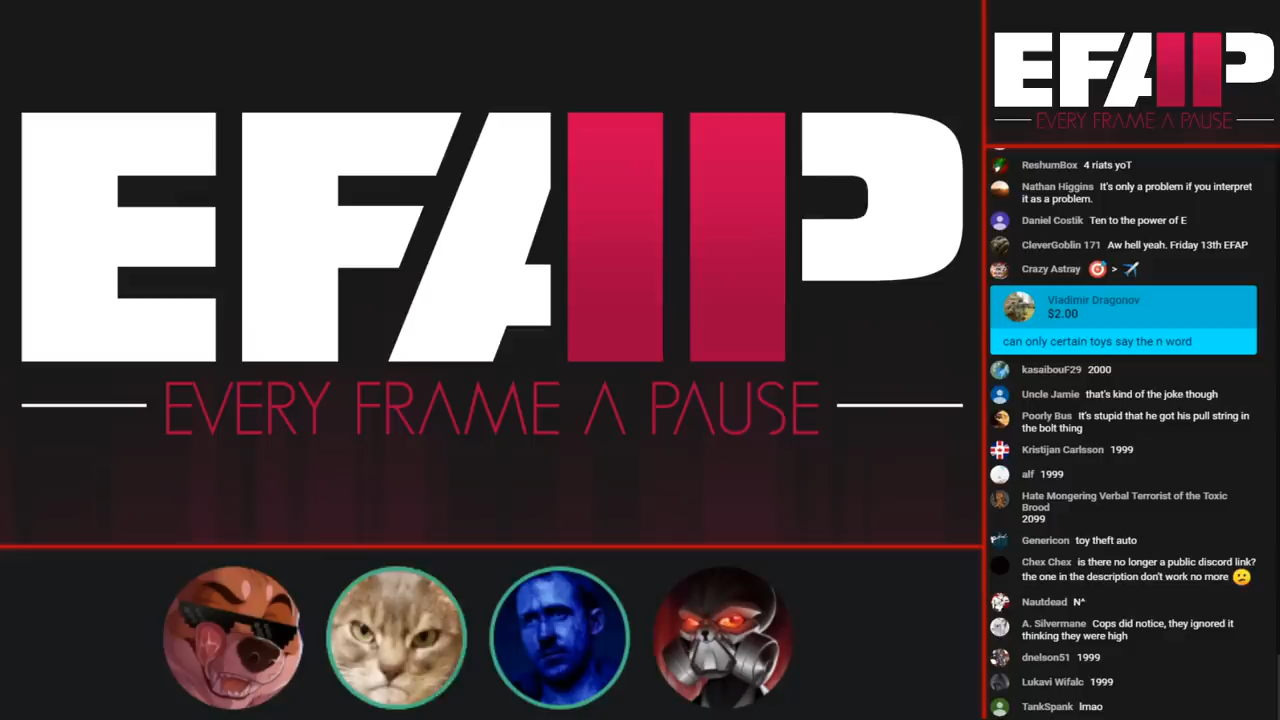 EFAP
EVERY FRAME A PAUSE
EFAP
EVERY FRAME A PAUSE
ReshumBox 4 riats yoT
Nathan Higgins It's only a problem if you interpret
it as a problem.
Daniel Costik Ten to the power of E
CleverGoblin 171 Aw hell yeah. Friday 13th EFAP
Crazy Astray 🎯 > ✈️
Vladimir Dragonov
$2.00
can only certain toys say the n word
kasaibouF29 2000
Uncle Jamie that's kind of the joke though
Poorly Bus It's stupid that he got his pull string in
the bolt thing
Kristijan Carlsson 1999
alf 1999
Hate Mongering Verbal Terrorist of the Toxic
Brood
2099
Genericon toy theft auto
Chex Chex is there no longer a public discord link?
the one in the description don't work no more 😕
Nautdead N^
A. Silvermane Cops did notice, they ignored it
thinking they were high
dnelson51 1999
Lukavi Wifalc 1999
TankSpank lmao